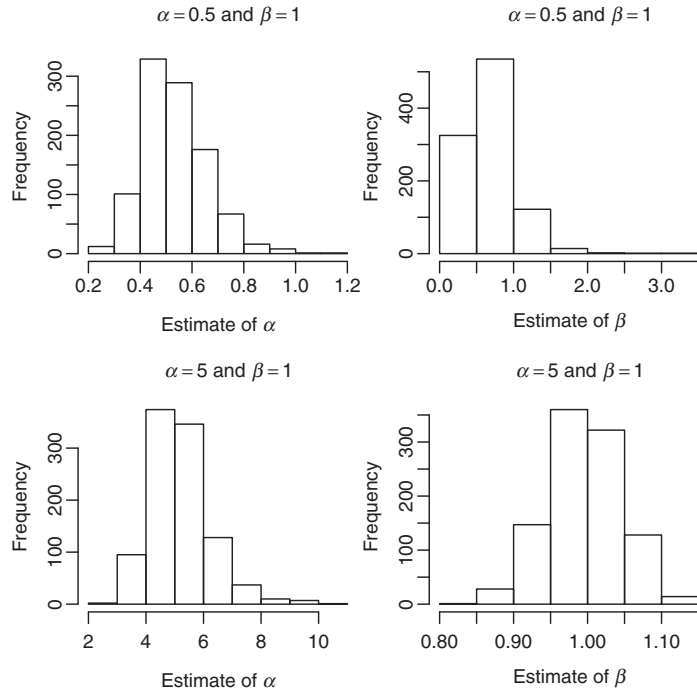 α = 0.5 and β = 1
Frequency
0 100 200 300
0.2 0.4 0.6 0.8 1.0 1.2
Estimate of α
α = 0.5 and β = 1
Frequency
0 200 400
0.0 1.0 2.0 3.0
Estimate of β
α = 5 and β = 1
Frequency
0 100 200 300
2 4 6 8 10
Estimate of α
α = 5 and β = 1
Frequency
0 100 200 300
0.80 0.90 1.00 1.10
Estimate of β